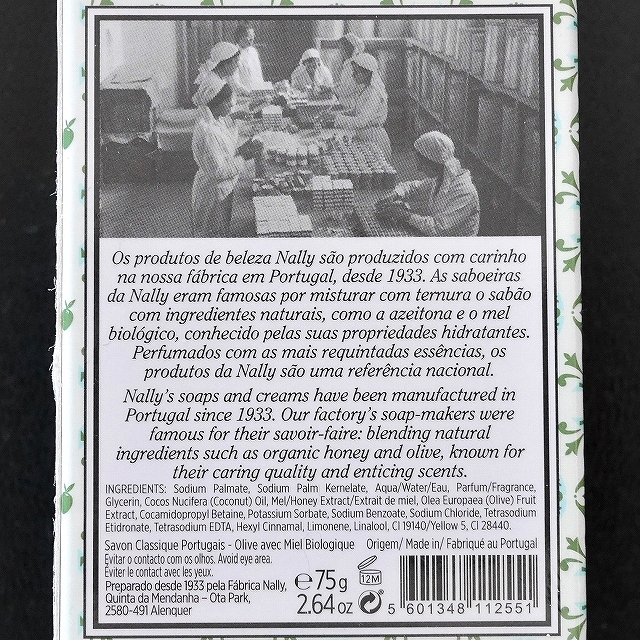 Os produtos de beleza Nally são produzidos com carinho
na nossa fábrica em Portugal, desde 1933. As saboeiras
da Nally eram famosas por misturar com ternura o sabão
com ingredientes naturais, como a azeitona e o mel
biológico, conhecido pelas suas propriedades hidratantes.
Perfumados com as mais requintadas essências, os
produtos da Nally são uma referência nacional.
Nally's soaps and creams have been manufactured in
Portugal since 1933. Our factory's soap-makers were
famous for their savoir-faire: blending natural
ingredients such as organic honey and olive, known for
their caring quality and enticing scents.
INGREDIENTS: Sodium Palmate, Sodium Palm Kernelate, Aqua/Water/Eau, Parfum/Fragrance,
Glycerin, Cocos Nucifera (Coconut) Oil, Mel/Honey Extract/Extrait de miel, Olea Europaea (Olive) Fruit
Extract, Cocamidopropyl Betaine, Potassium Sorbate, Sodium Benzoate, Sodium Chloride, Tetrasodium
Etidronate, Tetrasodium EDTA, Hexyl Cinnamal, Limonene, Linalool, CI 19140/Yellow 5, CI 28440.
Savon Classique Portugais - Olive avec Miel Biologique Origem/ Made in/ Fabriqué au Portugal
Evitar o contacto com os olhos. Avoid eye area.
Éviter le contact avec les yeux.
Preparado desde 1933 pela Fábrica Nally,
Quinta da Mendanha – Ota Park,
2580-491 Alenquer
℮ 75g
2.64 oz
12M
5 601348 112551